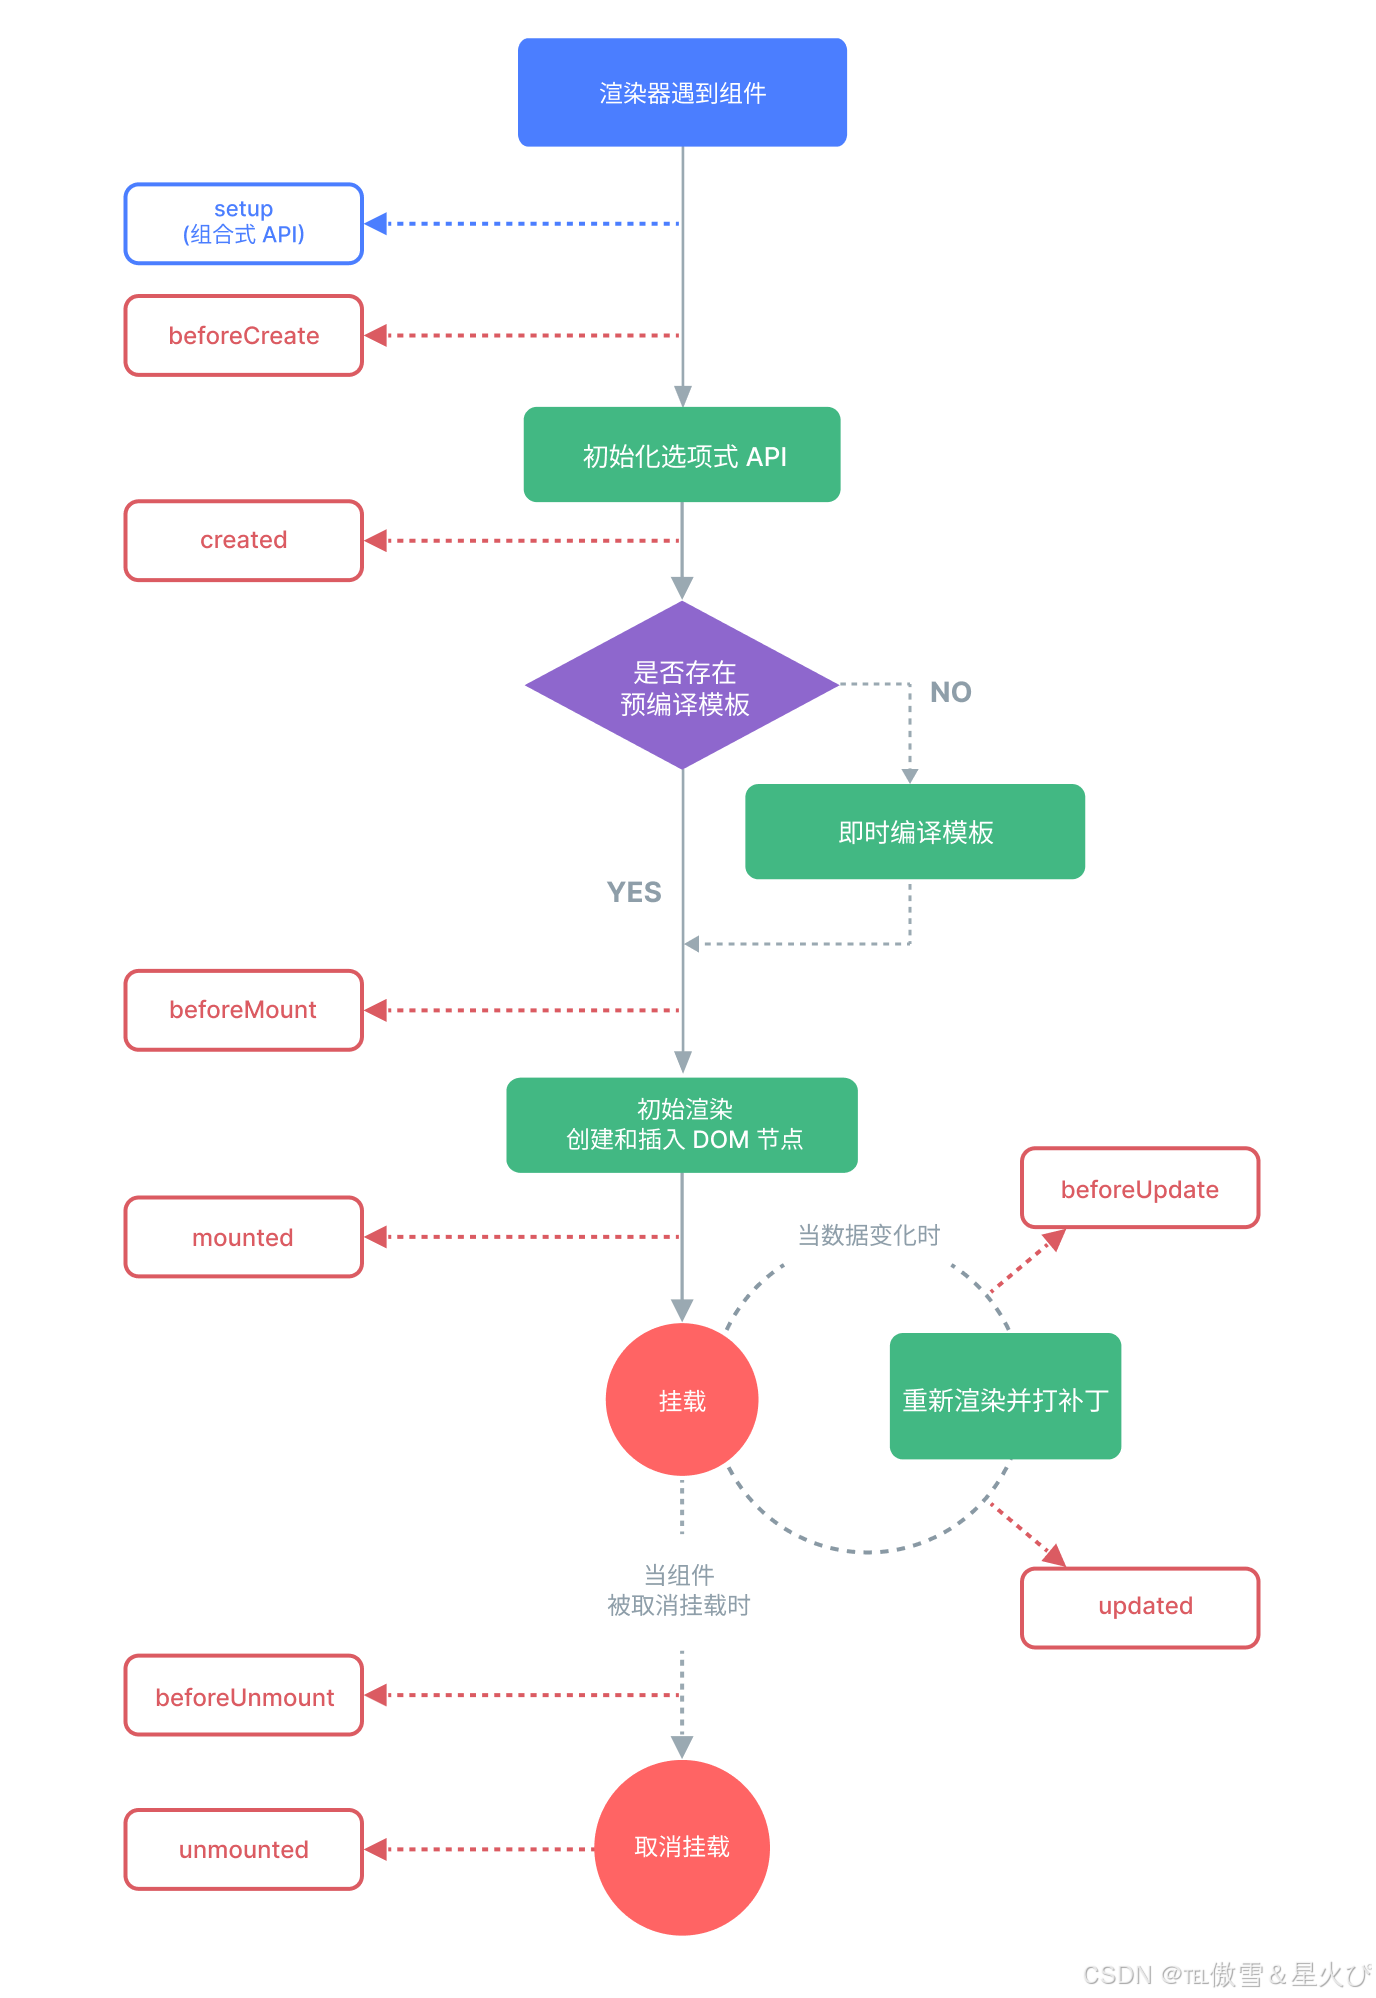 渲染器遇到组件
setup
(组合式 API)
beforeCreate
初始化选项式 API
created
是否存在
预编译模板
NO
即时编译模板
YES
beforeMount
初始渲染
创建和插入 DOM 节点
beforeUpdate
mounted
当数据变化时
挂载
重新渲染并打补丁
当组件
被取消挂载时
updated
beforeUnmount
unmounted
取消挂载
CSDN @℡傲雪＆星火